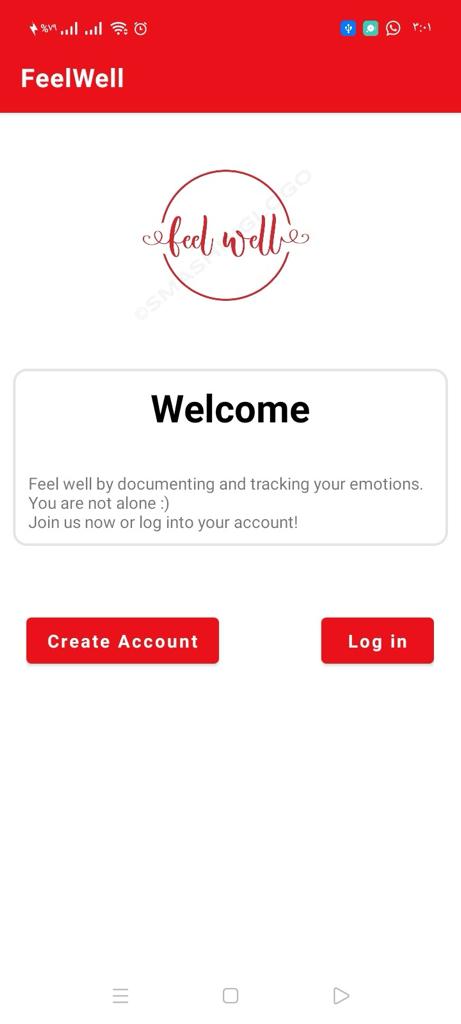 %٧٩
٣:٠١
FeelWell
feel well
©SMASHINGLOGO
Welcome
Feel well by documenting and tracking your emotions.
You are not alone :)
Join us now or log into your account!
Create Account
Log in